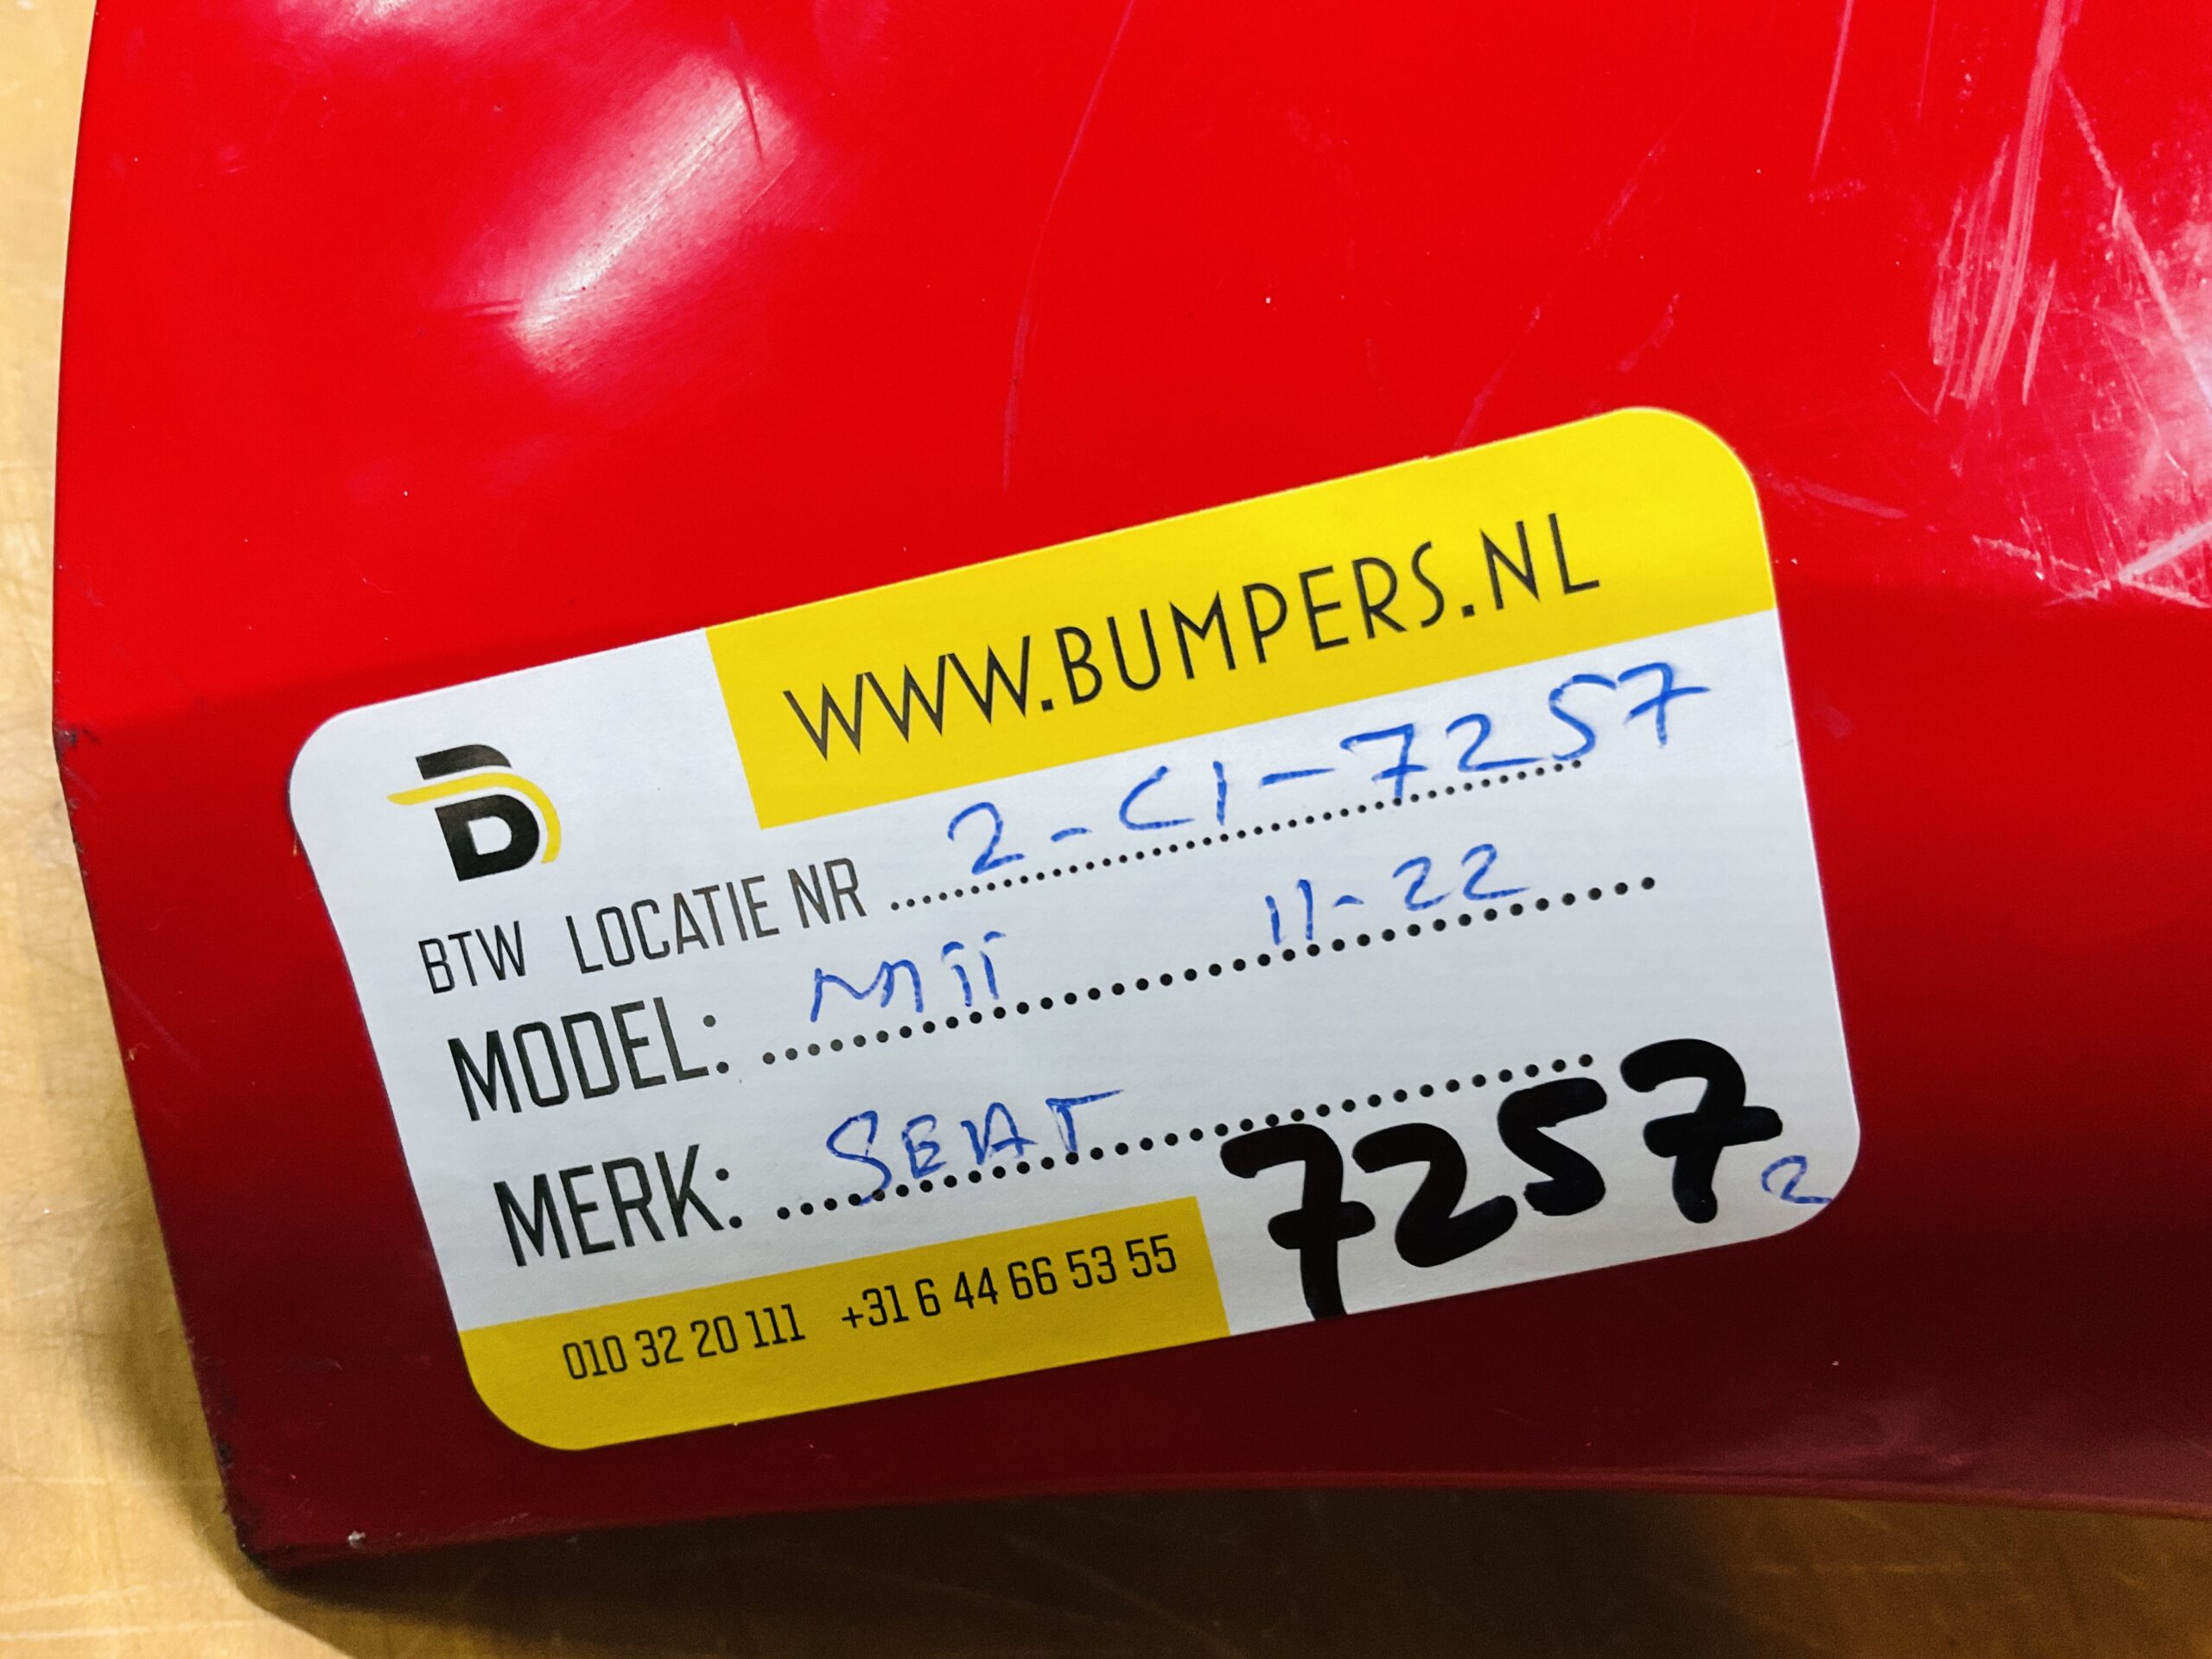 WWW.BUMPERS.NL
B
BTW LOCATIE NR ........ 2-C1-7257
MODEL: ........ Mii 11-22
MERK: ........ SEAT
7257 2
010 32 20 111 +31 6 44 66 53 55